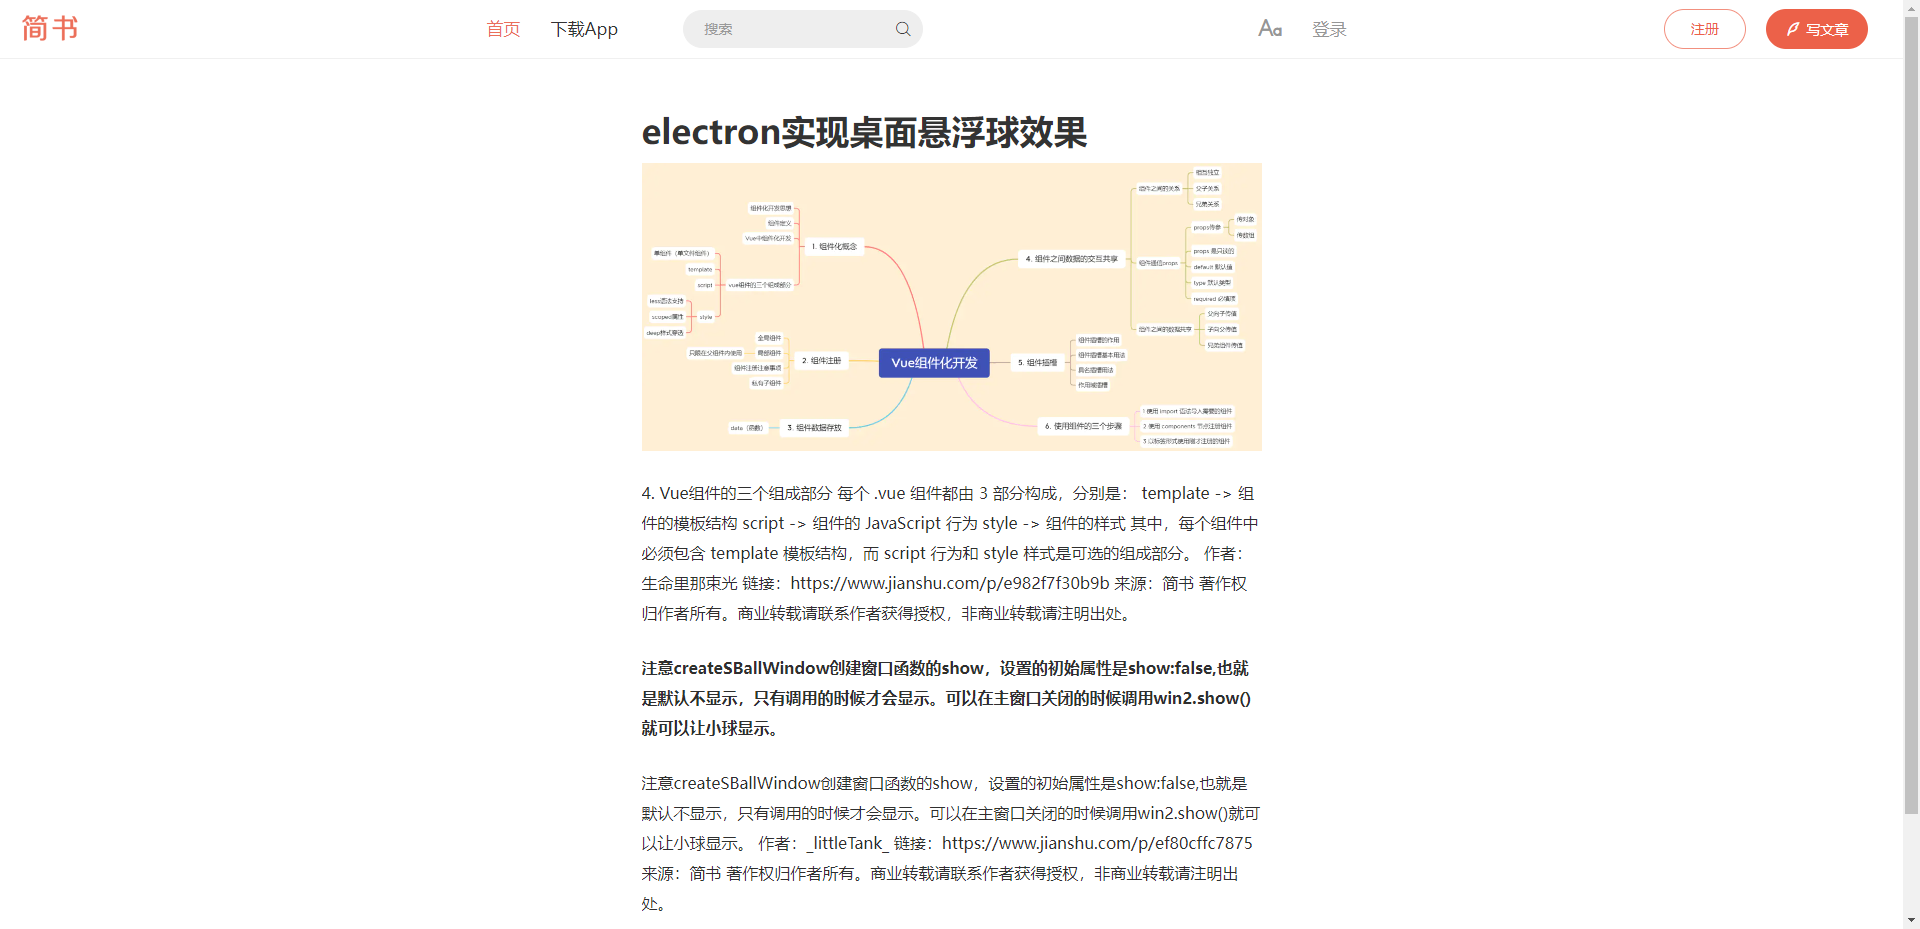 简书
首页
下载App
搜索
Aa
登录
注册
写文章
electron实现桌面悬浮球效果
组件化开发思想
组件定义
Vue中组件化开发
1. 组件化概念
单组件（单文件组件）
template
script
vue组件的三个组成部分
less语法支持
scoped属性
style
deep样式穿透
全局组件
只能在父组件内使用
局部组件
2. 组件注册
组件注册注意事项
私有子组件
data（函数）
3. 组件数据存放
Vue组件化开发
相互独立
组件之间的关系
父子关系
兄弟关系
传对象
props传参
传数组
4. 组件之间数据的交互共享
props 是只读的
组件通信props
default 默认值
type 默认类型
required 必填项
父向子传值
组件之间的数据共享
子向父传值
兄弟组件传值
组件插槽的作用
组件插槽基本用法
5. 组件插槽
具名插槽用法
作用域插槽
1 使用 import 语法导入需要的组件
6. 使用组件的三个步骤
2 使用 components 节点注册组件
3 以标签形式使用刚才注册的组件
4. Vue组件的三个组成部分 每个 .vue 组件都由 3 部分构成，分别是： template -> 组
件的模板结构 script -> 组件的 JavaScript 行为 style -> 组件的样式 其中，每个组件中
必须包含 template 模板结构，而 script 行为和 style 样式是可选的组成部分。 作者：
生命里那束光 链接：https://www.jianshu.com/p/e982f7f30b9b 来源：简书 著作权
归作者所有。商业转载请联系作者获得授权，非商业转载请注明出处。
注意createSBallWindow创建窗口函数的show，设置的初始属性是show:false,也就
是默认不显示，只有调用的时候才会显示。可以在主窗口关闭的时候调用win2.show()
就可以让小球显示。
注意createSBallWindow创建窗口函数的show，设置的初始属性是show:false,也就是
默认不显示，只有调用的时候才会显示。可以在主窗口关闭的时候调用win2.show()就可
以让小球显示。 作者：_littleTank_ 链接：https://www.jianshu.com/p/ef80cffc7875
来源：简书 著作权归作者所有。商业转载请联系作者获得授权，非商业转载请注明出
处。